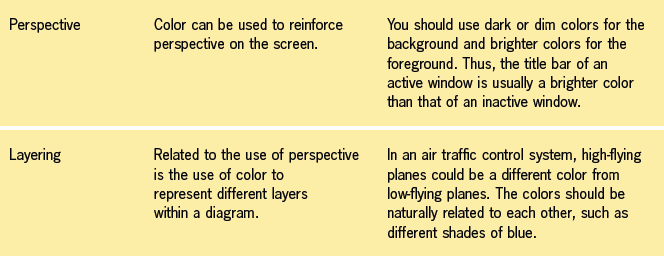 Perspective
Color can be used to reinforce
perspective on the screen.
You should use dark or dim colors for the
background and brighter colors for the
foreground. Thus, the title bar of an
active window is usually a brighter color
than that of an inactive window.
Layering
Related to the use of perspective
is the use of color to
represent different layers
within a diagram.
In an air traffic control system, high-flying
planes could be a different color from
low-flying planes. The colors should be
naturally related to each other, such as
different shades of blue.